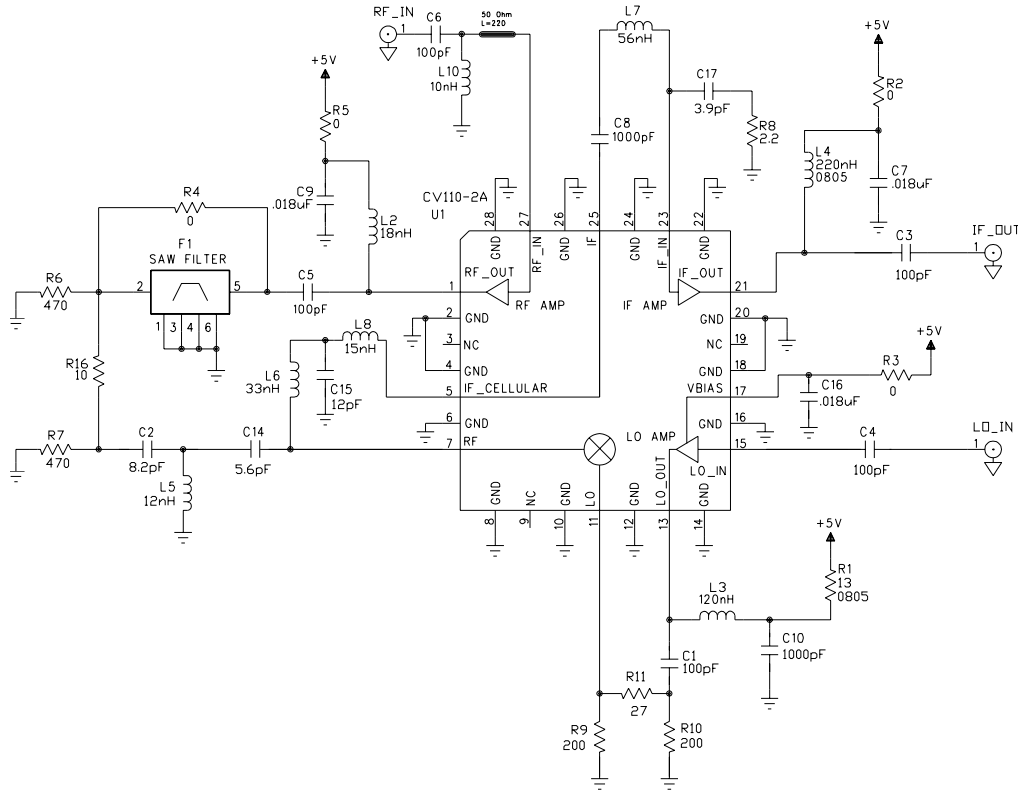 RF_IN
1
C6
100pF
50 Ohm
L=220
L10
10nH
L7
56nH
C17
3.9pF
R8
2.2
C8
1000pF
+5V
R2
0
L4
220nH
0805
C7
.018uF
+5V
R5
0
C9
.018uF
L2
18nH
R4
0
F1
SAW FILTER
2
5
1
3
4
6
C5
100pF
R6
470
R16
10
R7
470
C2
8.2pF
L5
12nH
C14
5.6pF
L6
33nH
C15
12pF
L8
15nH
CV110-2A
U1
28
GND
27
RF_IN
26
GND
25
IF
24
GND
23
IF_IN
22
GND
1
RF_OUT
RF AMP
2
GND
3
NC
4
GND
5
IF_CELLULAR
6
GND
7
RF
8
GND
9
NC
10
GND
11
LO
12
GND
13
LO_OUT
14
GND
IF_OUT
21
IF AMP
GND
20
NC
19
GND
18
VBIAS
17
GND
16
LO AMP
15
LO_IN
C3
100pF
IF_OUT
1
+5V
R3
0
C16
.018uF
C4
100pF
LO_IN
1
+5V
R1
13
0805
L3
120nH
C10
1000pF
C1
100pF
R11
27
R9
200
R10
200